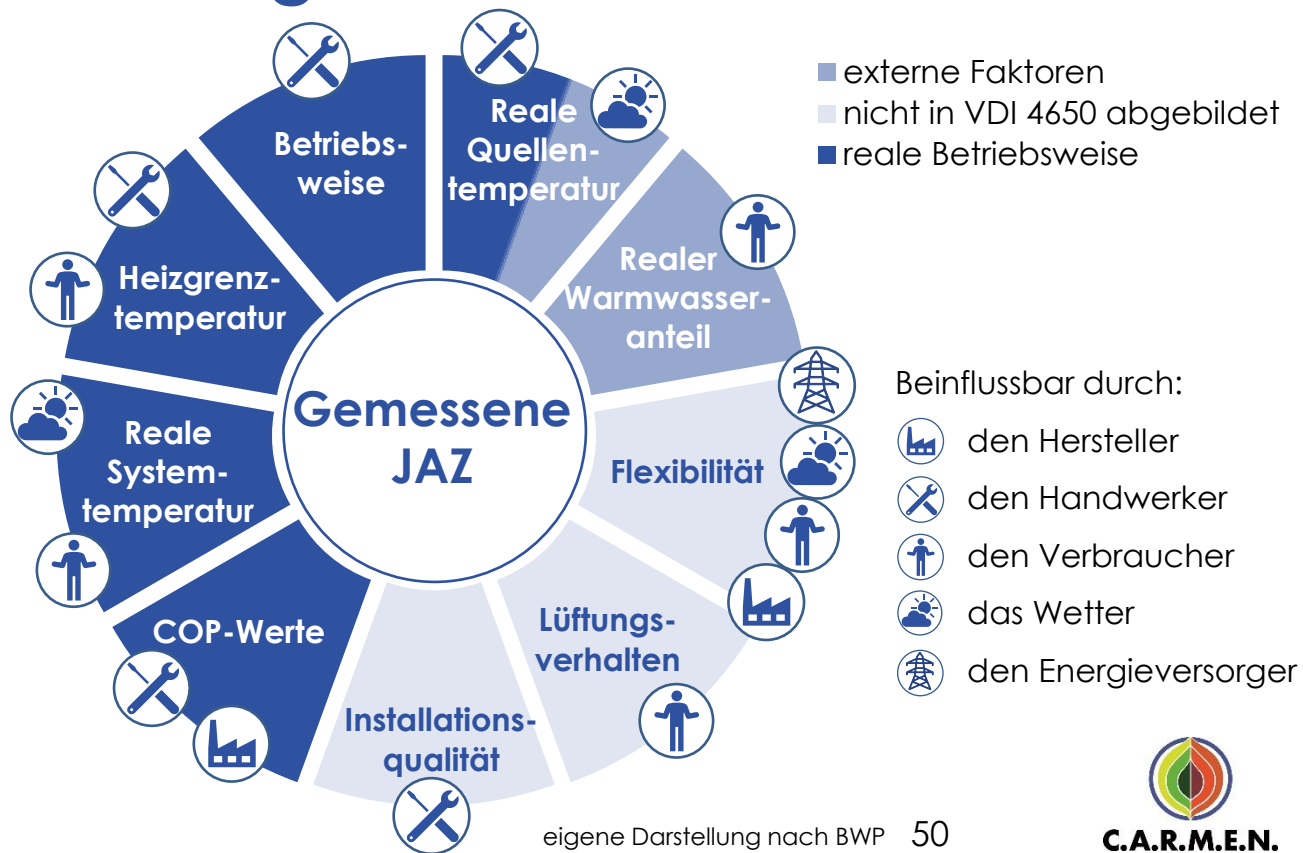 externe Faktoren
nicht in VDI 4650 abgebildet
reale Betriebsweise
Reale
Quellen-
temperatur
Realer
Warmwasser-
anteil
Flexibilität
Lüftungs-
verhalten
Installations-
qualität
COP-Werte
Reale
System-
temperatur
Heizgrenz-
temperatur
Betriebs-
weise
Gemessene
JAZ
Beinflussbar durch:
den Hersteller
den Handwerker
den Verbraucher
das Wetter
den Energieversorger
eigene Darstellung nach BWP 50
C.A.R.M.E.N.